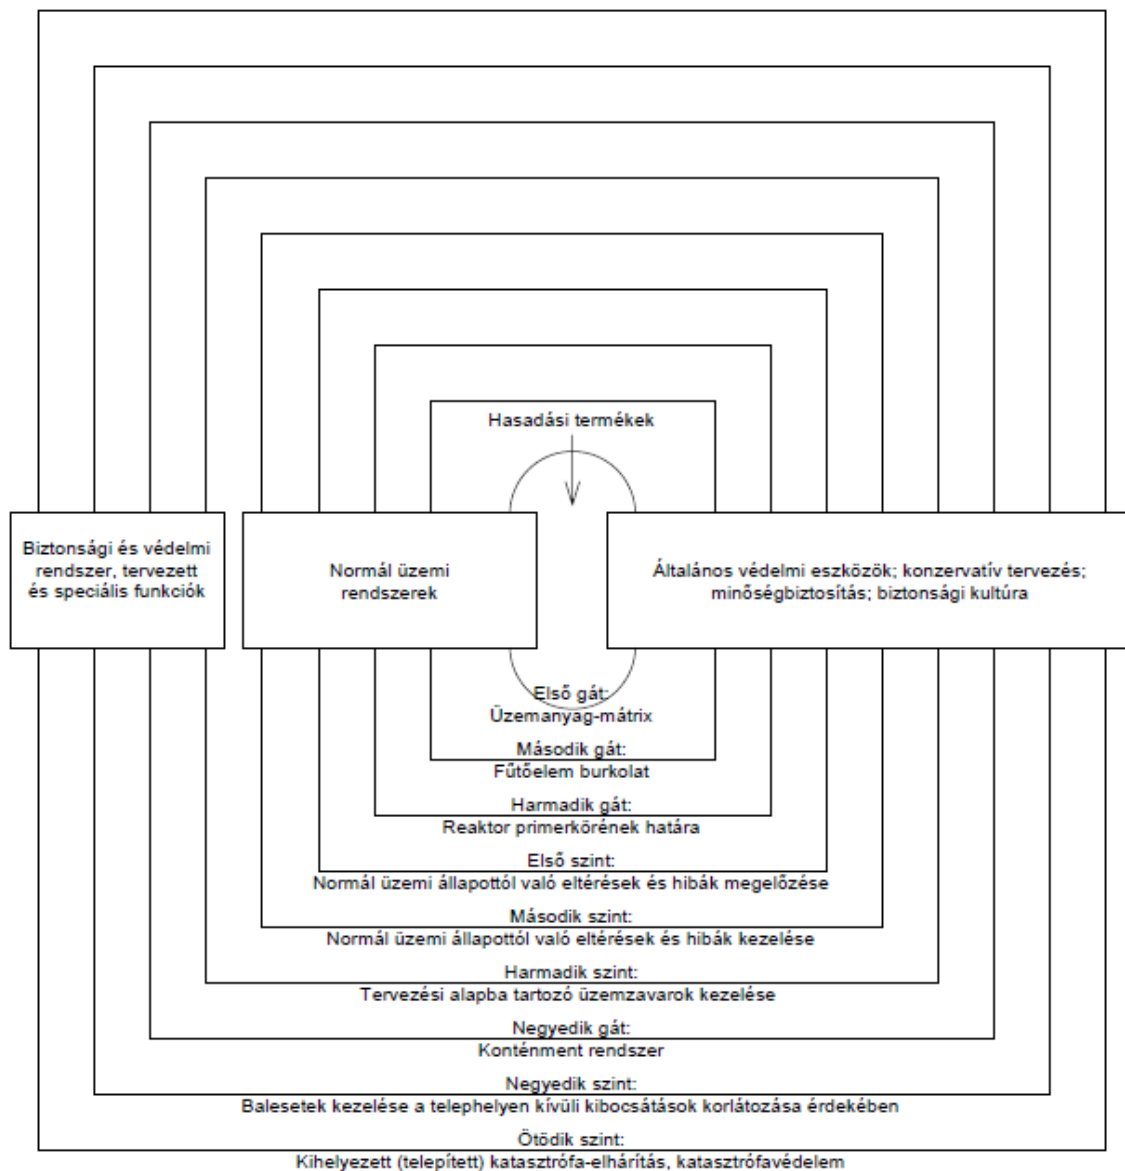 Hasadási termékek
Biztonsági és védelmi
rendszer, tervezett
és speciális funkciók
Normál üzemi
rendszerek
Általános védelmi eszközök; konzervatív tervezés;
minőségbiztosítás; biztonsági kultúra
Első gát:
Üzemanyag-mátrix
Második gát:
Fűtőelem burkolat
Harmadik gát:
Reaktor primerkörének határa
Első szint:
Normál üzemi állapottól való eltérések és hibák megelőzése
Második szint:
Normál üzemi állapottól való eltérések és hibák kezelése
Harmadik szint:
Tervezési alapba tartozó üzemzavarok kezelése
Negyedik gát:
Konténment rendszer
Negyedik szint:
Balesetek kezelése a telephelyen kívüli kibocsátások korlátozása érdekében
Ötödik szint:
Kihelyezett (telepített) katasztrófa-elhárítás, katasztrófavédelem